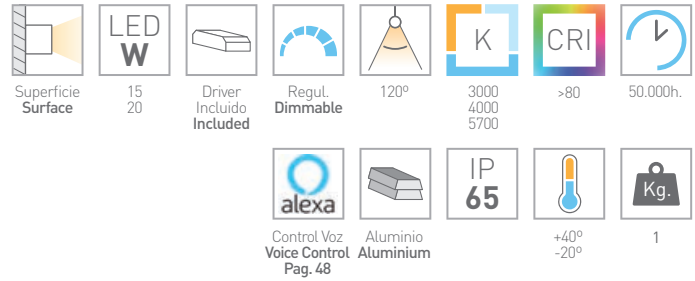 LED
W
K
CRI
Superficie
Surface
15
20
Driver
Incluido
Included
Regul.
Dimmable
120º
3000
4000
5700
>80
50.000h.
alexa
IP
65
Kg.
Control Voz
Voice Control
Pag. 48
Aluminio
Aluminium
+40º
-20º
1